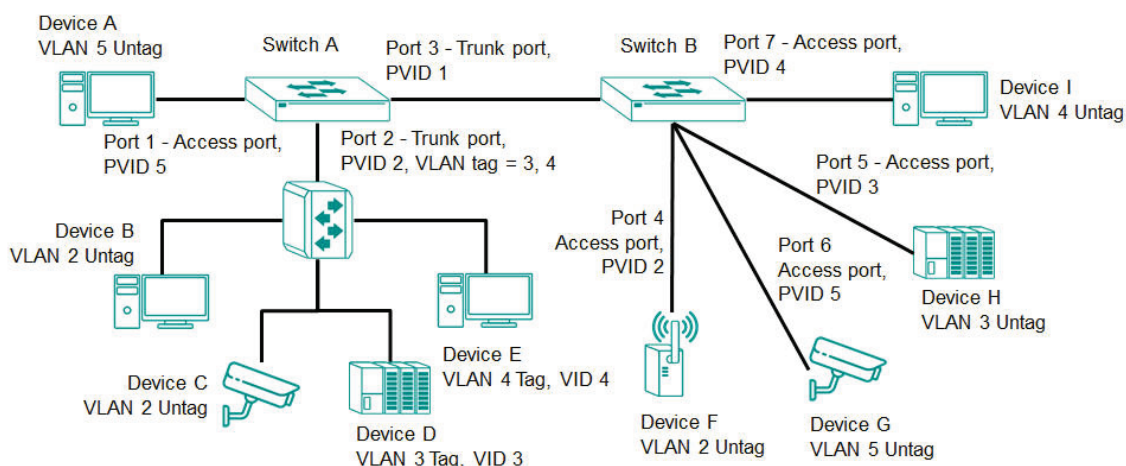 Device A
VLAN 5 Untag
Switch A
Port 3 - Trunk port,
PVID 1
Switch B
Port 7 - Access port,
PVID 4
Device I
VLAN 4 Untag
Port 1 - Access port,
PVID 5
Port 2 - Trunk port,
PVID 2, VLAN tag = 3, 4
Port 5 - Access port,
PVID 3
Device B
VLAN 2 Untag
Port 4
Access port,
PVID 2
Port 6
Access port,
PVID 5
Device H
VLAN 3 Untag
Device E
VLAN 4 Tag, VID 4
Device C
VLAN 2 Untag
Device D
VLAN 3 Tag, VID 3
Device F
VLAN 2 Untag
Device G
VLAN 5 Untag